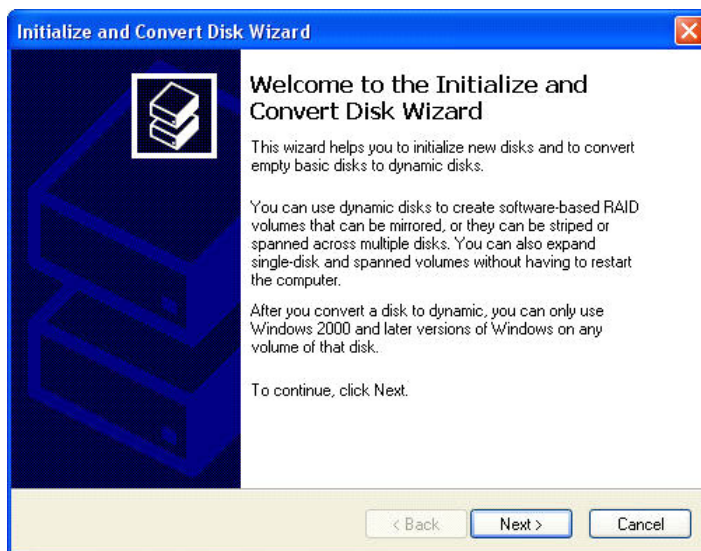 Initialize and Convert Disk Wizard
Welcome to the Initialize and
Convert Disk Wizard
This wizard helps you to initialize new disks and to convert
empty basic disks to dynamic disks.
You can use dynamic disks to create software-based RAID
volumes that can be mirrored, or they can be striped or
spanned across multiple disks. You can also expand
single-disk and spanned volumes without having to restart
the computer.
After you convert a disk to dynamic, you can only use
Windows 2000 and later versions of Windows on any
volume of that disk.
To continue, click Next.
< Back Next > Cancel